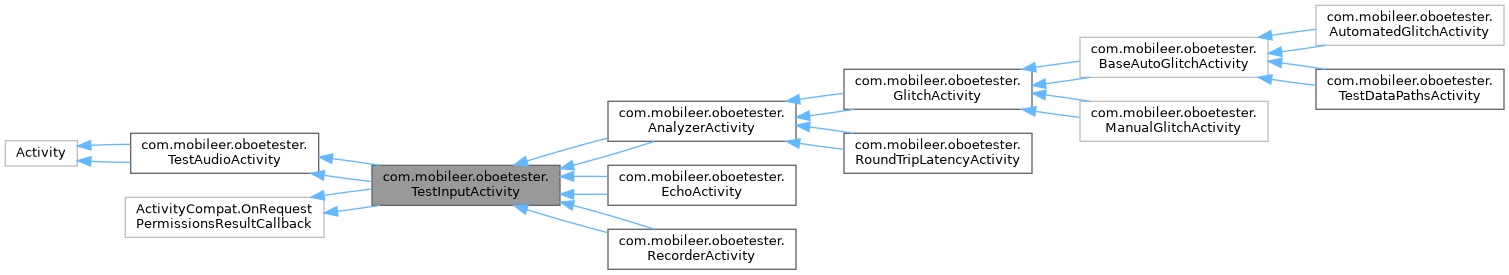 Activity
com.mobileer.oboetester.
TestAudioActivity
ActivityCompat.OnRequest
PermissionsResultCallback
com.mobileer.oboetester.
TestInputActivity
com.mobileer.oboetester.
AnalyzerActivity
com.mobileer.oboetester.
EchoActivity
com.mobileer.oboetester.
RecorderActivity
com.mobileer.oboetester.
GlitchActivity
com.mobileer.oboetester.
RoundTripLatencyActivity
com.mobileer.oboetester.
BaseAutoGlitchActivity
com.mobileer.oboetester.
ManualGlitchActivity
com.mobileer.oboetester.
AutomatedGlitchActivity
com.mobileer.oboetester.
TestDataPathsActivity